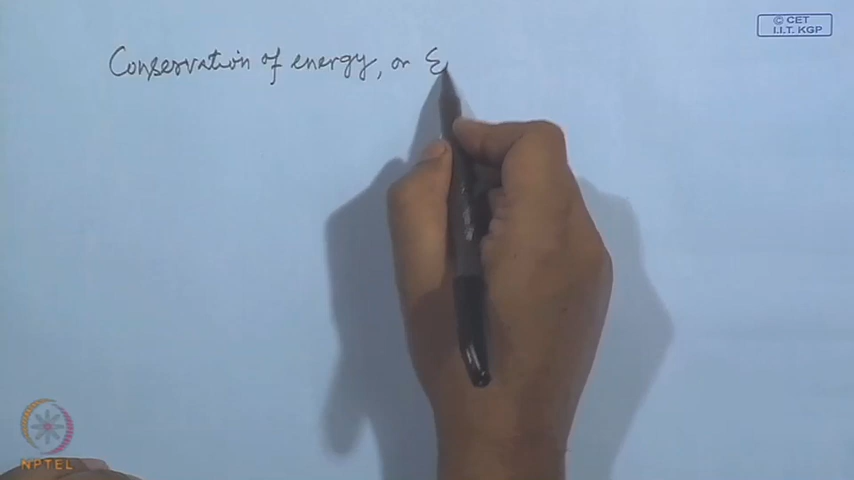 © CET
I.I.T. KGP
Conservation of energy, or E
NPTEL